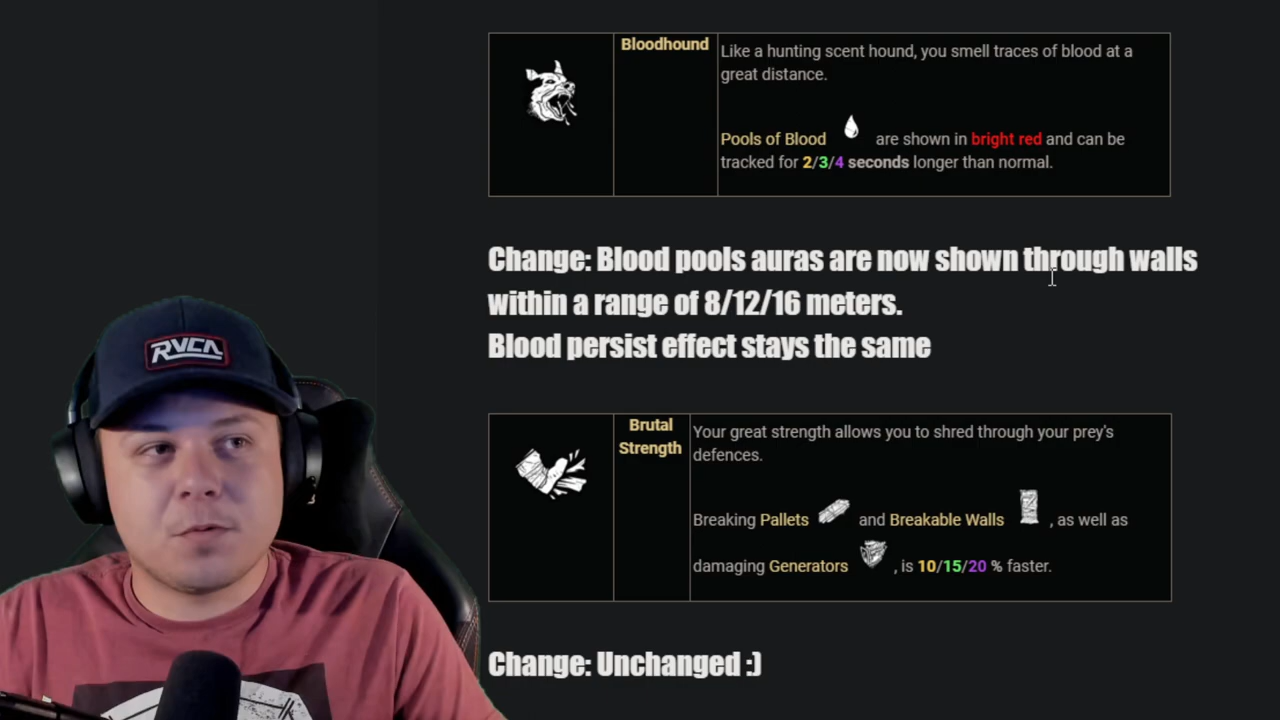 Bloodhound
Like a hunting scent hound, you smell traces of blood at a
great distance.
Pools of Blood are shown in bright red and can be
tracked for 2/3/4 seconds longer than normal.
Change: Blood pools auras are now shown through walls
within a range of 8/12/16 meters.
Blood persist effect stays the same
RVCA
Brutal
Strength
Your great strength allows you to shred through your prey's
defences.
Breaking Pallets and Breakable Walls , as well as
damaging Generators , is 10/15/20 % faster.
Change: Unchanged :)